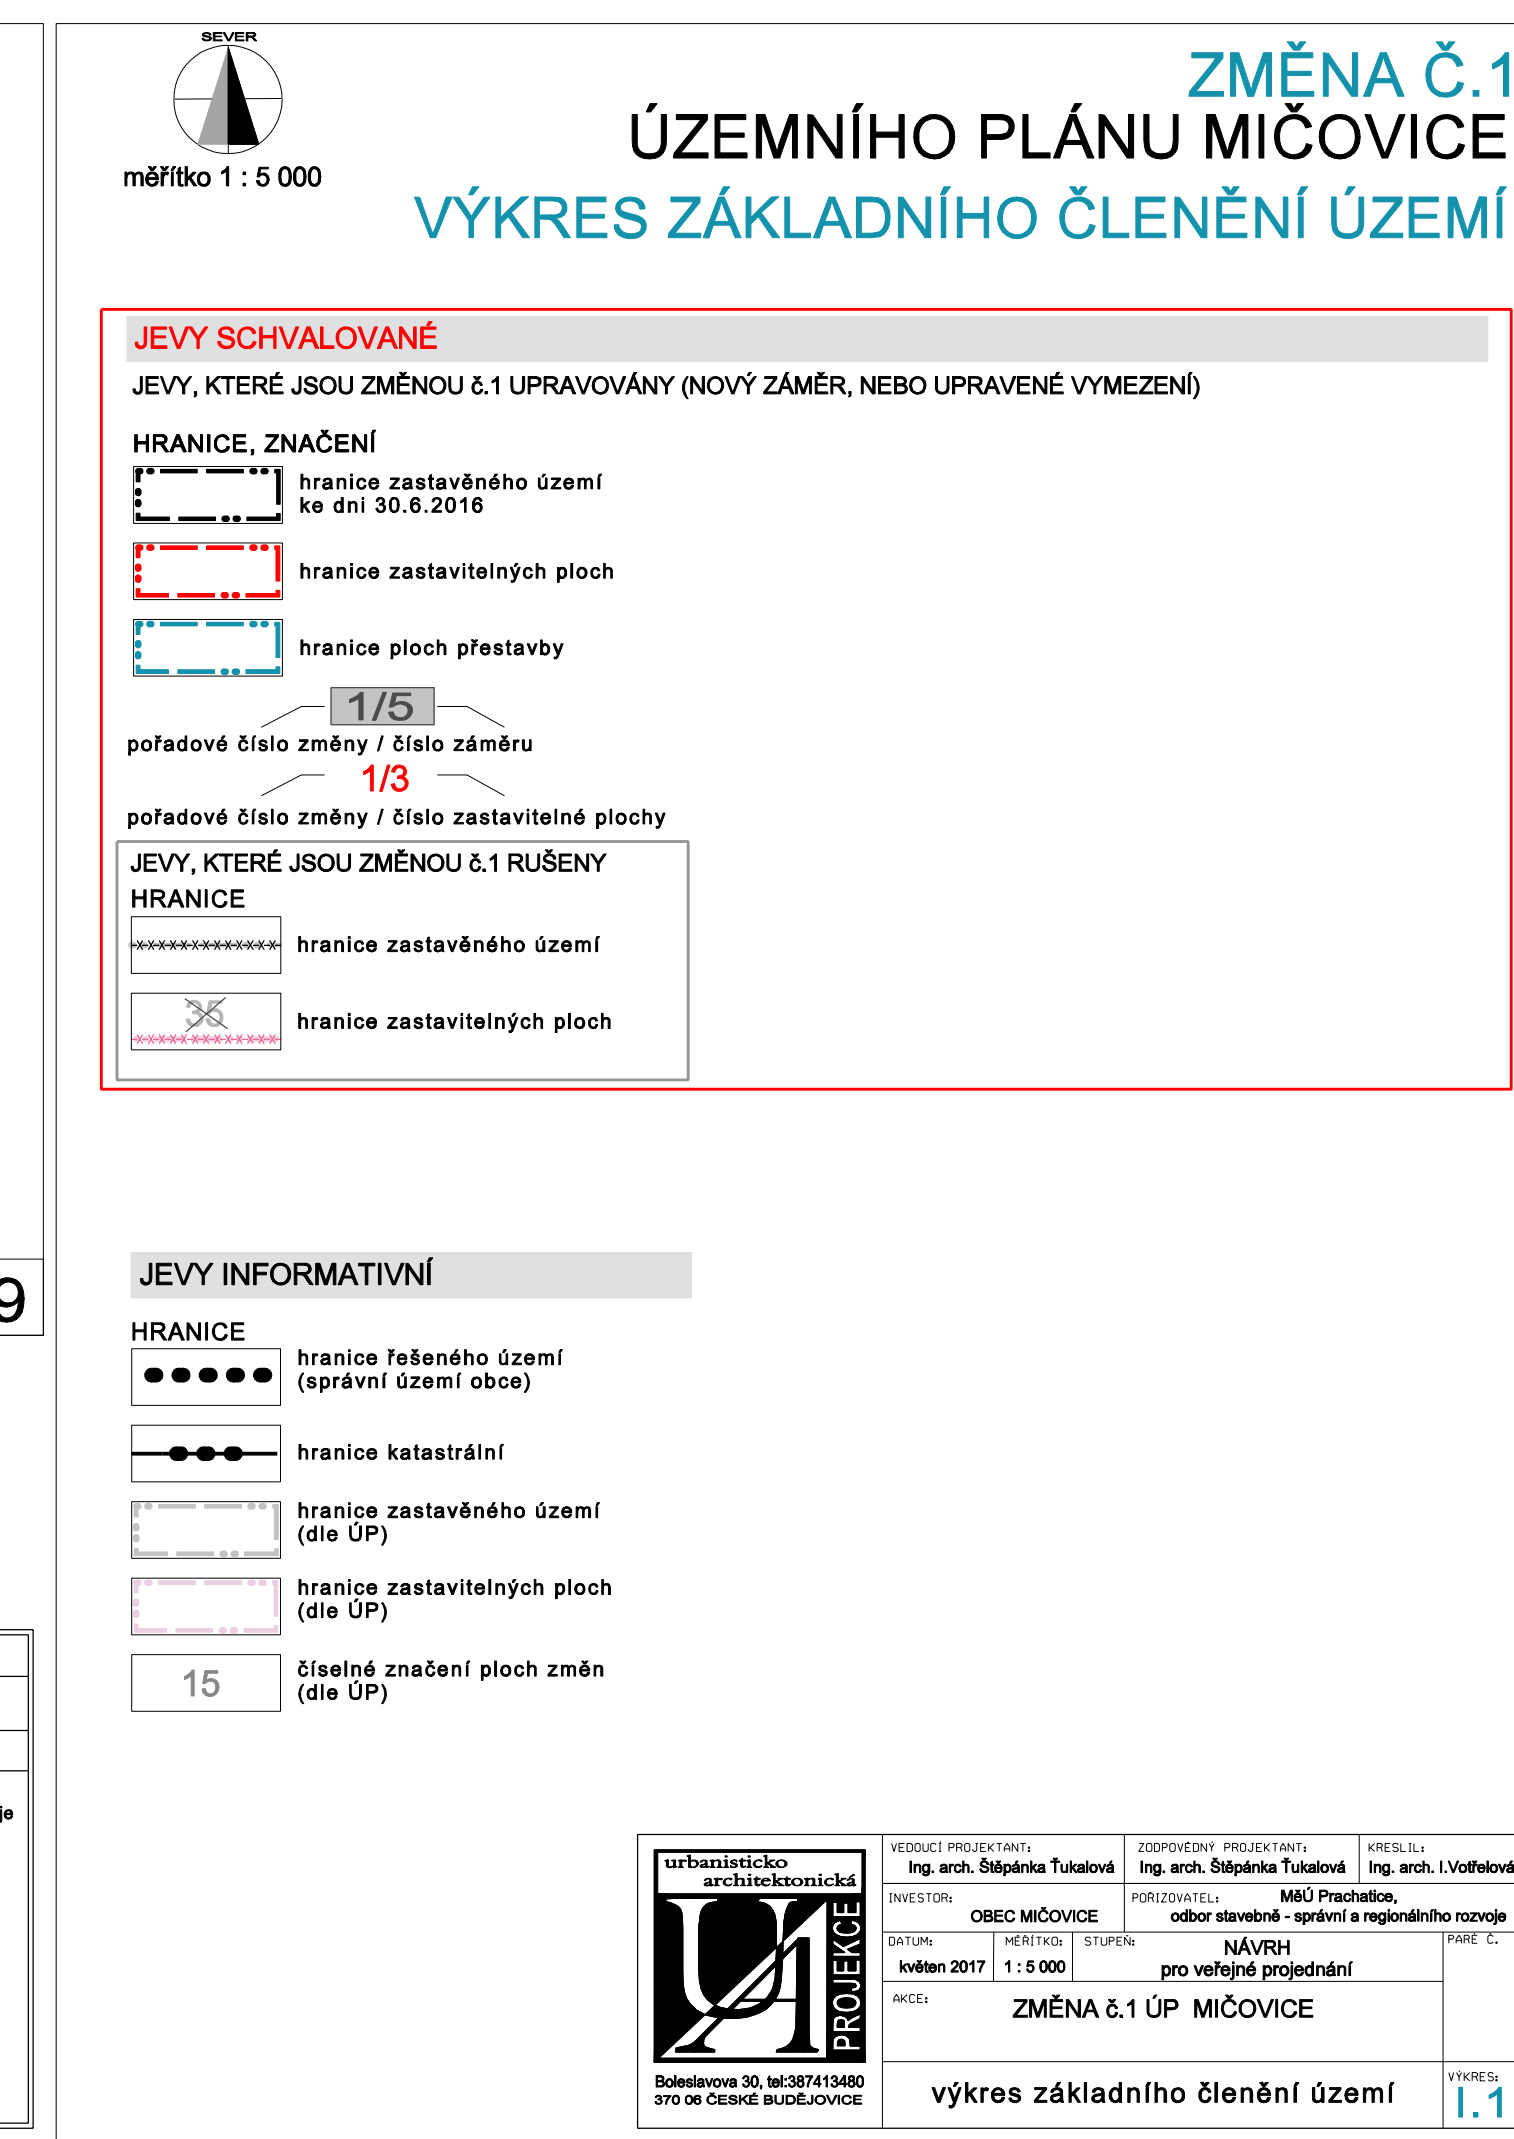 SEVER
měřítko 1 : 5 000
ZMĚNA Č.1
ÚZEMNÍHO PLÁNU MIČOVICE
VÝKRES ZÁKLADNÍHO ČLENĚNÍ ÚZEMÍ
JEVY SCHVALOVANÉ
JEVY, KTERÉ JSOU ZMĚNOU č.1 UPRAVOVÁNY (NOVÝ ZÁMĚR, NEBO UPRAVENÉ VYMEZENÍ)
HRANICE, ZNAČENÍ
hranice zastavěného území
ke dni 30.6.2016
hranice zastavitelných ploch
hranice ploch přestavby
1/5
pořadové číslo změny / číslo záměru
1/3
pořadové číslo změny / číslo zastavitelné plochy
JEVY, KTERÉ JSOU ZMĚNOU č.1 RUŠENY
HRANICE
hranice zastavěného území
35
hranice zastavitelných ploch
JEVY INFORMATIVNÍ
9
HRANICE
hranice řešeného území
(správní území obce)
hranice katastrální
hranice zastavěného území
(dle ÚP)
hranice zastavitelných ploch
(dle ÚP)
15
číselné značení ploch změn
(dle ÚP)
je
urbanisticko
architektonická
UA
PROJEKCE
Boleslavova 30, tel:387413480
370 06 ČESKÉ BUDĚJOVICE
VEDOUCÍ PROJEKTANT:
Ing. arch. Štěpánka Ťukalová
ZODPOVĚDNÝ PROJEKTANT:
Ing. arch. Štěpánka Ťukalová
KRESLIL:
Ing. arch. I.Votřelová
INVESTOR:
OBEC MIČOVICE
POŘIZOVATEL:
MěÚ Prachatice,
odbor stavebně - správní a regionálního rozvoje
DATUM:
květen 2017
MĚŘÍTKO:
1 : 5 000
STUPEŇ:
NÁVRH
pro veřejné projednání
PARÉ Č.
AKCE:
ZMĚNA č.1 ÚP MIČOVICE
výkres základního členění území
VÝKRES:
I.1